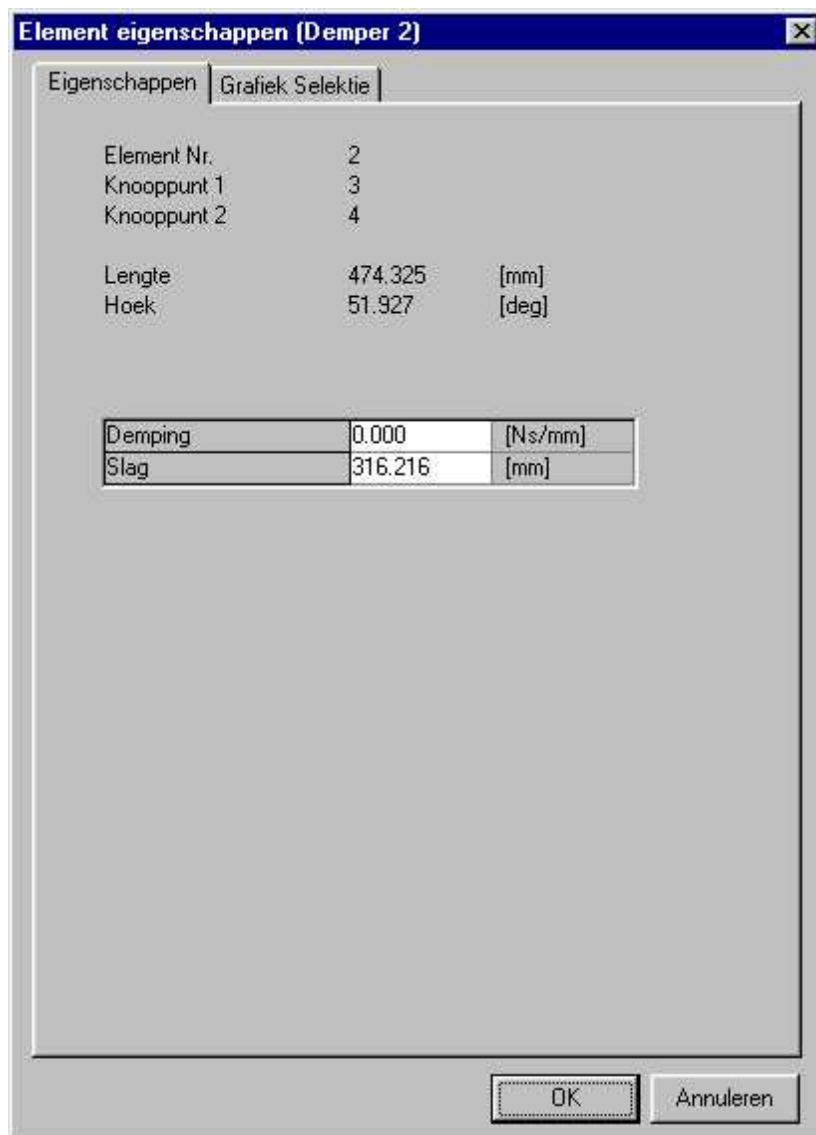 Element eigenschappen (Demper 2)
Eigenschappen Grafiek Selektie
Element Nr. 2
Knooppunt 1 3
Knooppunt 2 4
Lengte 474.325 [mm]
Hoek 51.927 [deg]
Demping 0.000 [Ns/mm]
Slag 316.216 [mm]
OK Annuleren